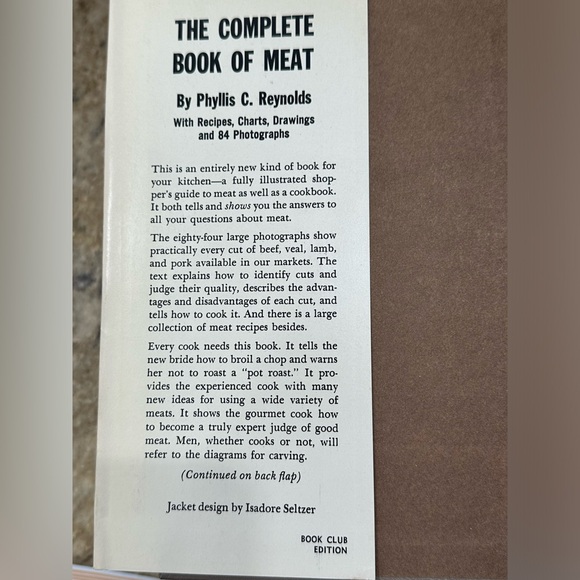 THE COMPLETE
BOOK OF MEAT
By Phyllis C. Reynolds
With Recipes, Charts, Drawings
and 84 Photographs
This is an entirely new kind of book for
your kitchen—a fully illustrated shop-
per's guide to meat as well as a cookbook.
It both tells and shows you the answers to
all your questions about meat.
The eighty-four large photographs show
practically every cut of beef, veal, lamb,
and pork available in our markets. The
text explains how to identify cuts and
judge their quality, describes the advan-
tages and disadvantages of each cut, and
tells how to cook it. And there is a large
collection of meat recipes besides.
Every cook needs this book. It tells the
new bride how to broil a chop and warns
her not to roast a "pot roast." It pro-
vides the experienced cook with many
new ideas for using a wide variety of
meats. It shows the gourmet cook how
to become a truly expert judge of good
meat. Men, whether cooks or not, will
refer to the diagrams for carving.
(Continued on back flap)
Jacket design by Isadore Seltzer
BOOK CLUB
EDITION